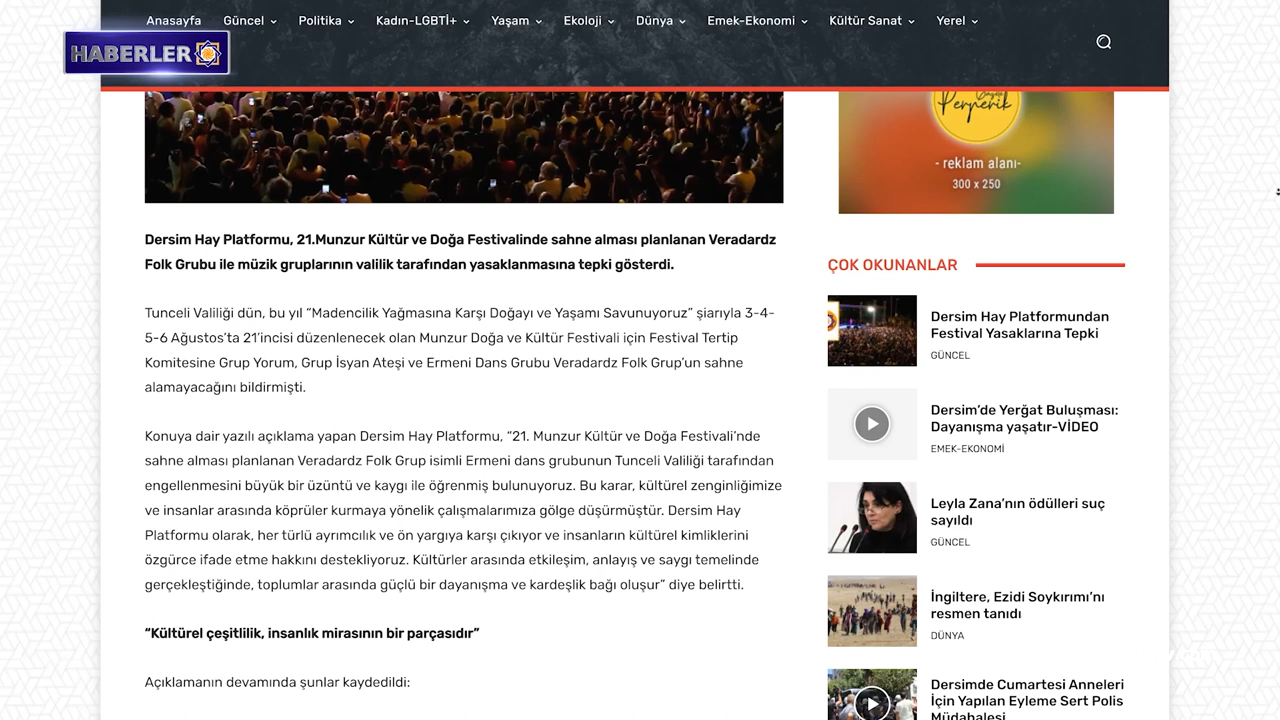 Anasayfa Güncel Politika Kadın-LGBTİ+ Yaşam Ekoloji Dünya Emek-Ekonomi Kültür Sanat Yerel
HABERLER
Perperik
- reklam alanı-
300 x 250
Dersim Hay Platformu, 21.Munzur Kültür ve Doğa Festivalinde sahne alması planlanan Veradardz
Folk Grubu ile müzik gruplarının valilik tarafından yasaklanmasına tepki gösterdi.
Tunceli Valiliği dün, bu yıl “Madencilik Yağmasına Karşı Doğayı ve Yaşamı Savunuyoruz” şiarıyla 3-4-
5-6 Ağustos’ta 21’incisi düzenlenecek olan Munzur Doğa ve Kültür Festivali için Festival Tertip
Komitesine Grup Yorum, Grup İsyan Ateşi ve Ermeni Dans Grubu Veradardz Folk Grup’un sahne
alamayacağını bildirmişti.
Konuya dair yazılı açıklama yapan Dersim Hay Platformu, “21. Munzur Kültür ve Doğa Festivali’nde
sahne alması planlanan Veradardz Folk Grup isimli Ermeni dans grubunun Tunceli Valiliği tarafından
engellenmesini büyük bir üzüntü ve kaygı ile öğrenmiş bulunuyoruz. Bu karar, kültürel zenginliğimize
ve insanlar arasında köprüler kurmaya yönelik çalışmalarımıza gölge düşürmüştür. Dersim Hay
Platformu olarak, her türlü ayrımcılık ve ön yargıya karşı çıkıyor ve insanların kültürel kimliklerini
özgürce ifade etme hakkını destekliyoruz. Kültürler arasında etkileşim, anlayış ve saygı temelinde
gerçekleştiğinde, toplumlar arasında güçlü bir dayanışma ve kardeşlik bağı oluşur” diye belirtti.
“Kültürel çeşitlilik, insanlık mirasının bir parçasıdır”
Açıklamanın devamında şunlar kaydedildi:
ÇOK OKUNANLAR
Dersim Hay Platformundan
Festival Yasaklarına Tepki
GÜNCEL
Dersim’de Yerğat Buluşması:
Dayanışma yaşatır-VİDEO
EMEK-EKONOMİ
Leyla Zana’nın ödülleri suç
sayıldı
GÜNCEL
İngiltere, Ezidi Soykırımı’nı
resmen tanıdı
DÜNYA
Dersimde Cumartesi Anneleri
İçin Yapılan Eyleme Sert Polis
Müdahalesi